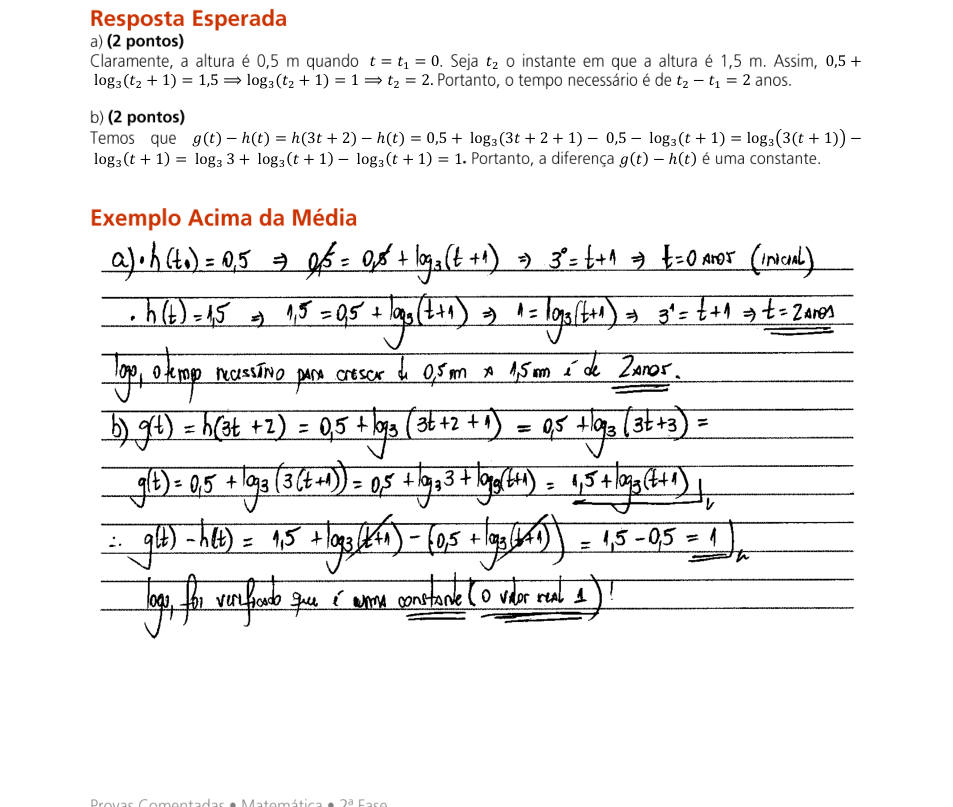 Resposta Esperada
a) (2 pontos)
Claramente, a altura é 0,5 m quando t = t₁ = 0. Seja t₂ o instante em que a altura é 1,5 m. Assim, 0,5 +
log₃(t₂ + 1) = 1,5 ⟹ log₃(t₂ + 1) = 1 ⟹ t₂ = 2. Portanto, o tempo necessário é de t₂ − t₁ = 2 anos.
b) (2 pontos)
Temos que g(t) − h(t) = h(3t + 2) − h(t) = 0,5 + log₃(3t + 2 + 1) − 0,5 − log₃(t + 1) = log₃(3(t + 1)) −
log₃(t + 1) = log₃ 3 + log₃(t + 1) − log₃(t + 1) = 1. Portanto, a diferença g(t) − h(t) é uma constante.
Exemplo Acima da Média
a) • h(t₀) = 0,5 ⇒ 0,5 = 0,5 + log₃(t + 1) ⇒ 3⁰ = t + 1 ⇒ t = 0 anos (inicial)
• h(t) = 1,5 ⇒ 1,5 = 0,5 + log₃(t + 1) ⇒ 1 = log₃(t + 1) ⇒ 3¹ = t + 1 ⇒ t = 2 anos
logo, o tempo necessário para crescer de 0,5 m a 1,5 m é de 2 anos.
b) g(t) = h(3t + 2) = 0,5 + log₃(3t + 2 + 1) = 0,5 + log₃(3t + 3) =
g(t) = 0,5 + log₃(3(t + 1)) = 0,5 + log₃3 + log₃(t + 1) = 1,5 + log₃(t + 1)
∴ g(t) − h(t) = 1,5 + log₃(t + 1) − (0,5 + log₃(t + 1)) = 1,5 − 0,5 = 1
logo, foi verificado que é uma constante (o valor real 1)!
Provas Comentadas • Matemática • 2ª Fase